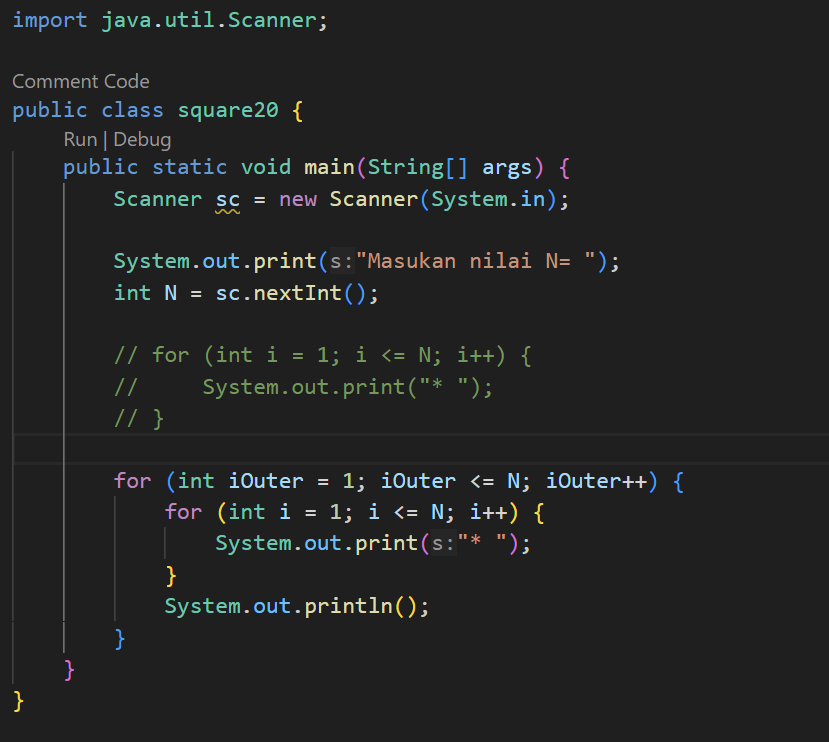 import java.util.Scanner;
Comment Code
public class square20 {
Run | Debug
public static void main(String[] args) {
Scanner sc = new Scanner(System.in);
System.out.print(s:"Masukan nilai N= ");
int N = sc.nextInt();
// for (int i = 1; i <= N; i++) {
//     System.out.print("* ");
// }
for (int iOuter = 1; iOuter <= N; iOuter++) {
for (int i = 1; i <= N; i++) {
System.out.print(s:"* ");
}
System.out.println();
}
}
}